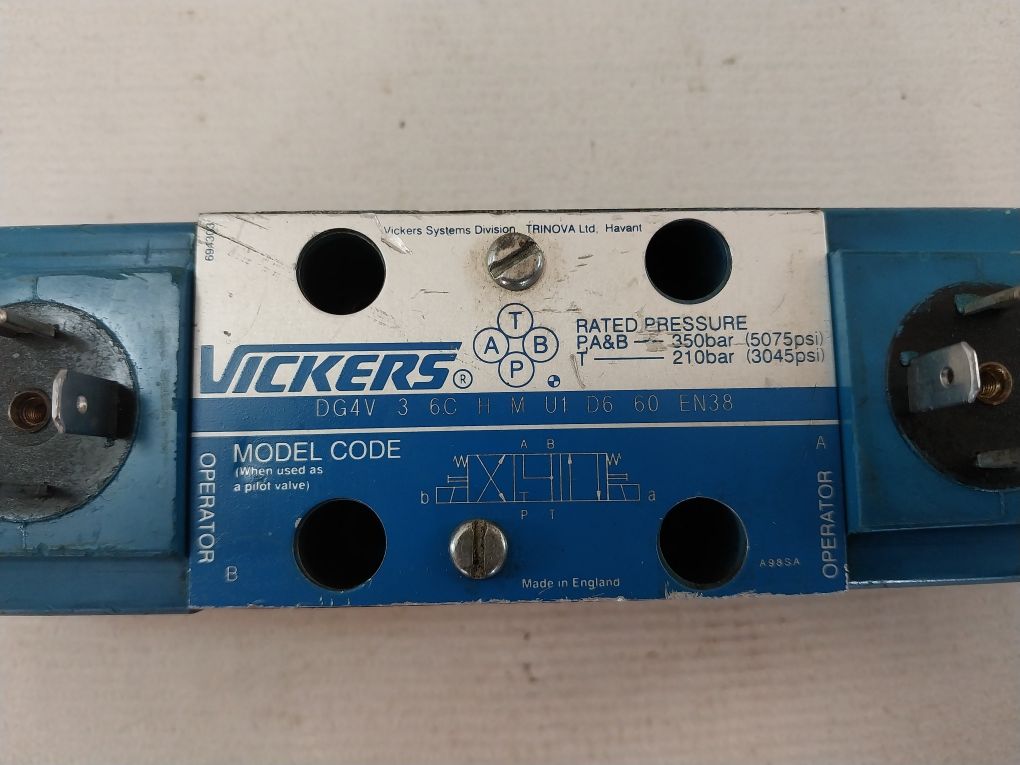 Vickers Systems Division, TRINOVA Ltd, Havant
T
A B
P
RATED PRESSURE
P,A&B — 350bar (5075psi)
T — 210bar (3045psi)
VICKERS®
DG4V 3 6C H M U1 D6 60 EN38
MODEL CODE
(When used as
a pilot valve)
A B
b a
T
P T
OPERATOR
B
A
OPERATOR
A98SA
Made in England